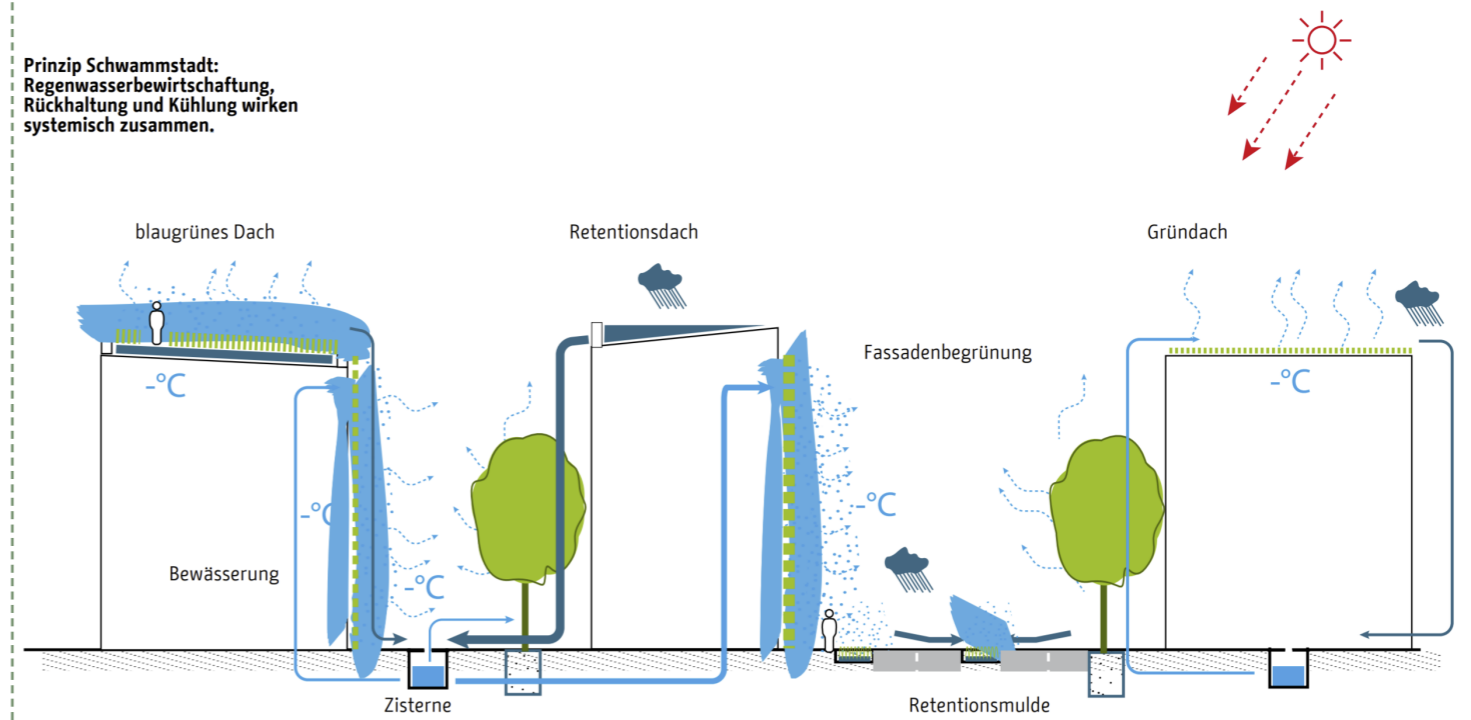 Prinzip Schwammstadt:
Regenwasserbewirtschaftung,
Rückhaltung und Kühlung wirken
systemisch zusammen.
blaugrünes Dach
Retentionsdach
Gründach
Fassadenbegrünung
-°C
-°C
-°C
-°C
Bewässerung
-°C
Zisterne
Retentionsmulde